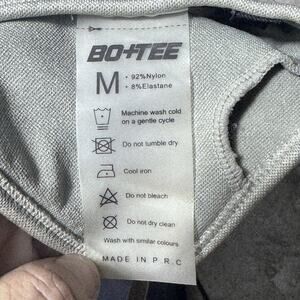 BO+TEE
M
• 92%Nylon
• 8%Elastane
Machine wash cold
on a gentle cycle
Do not tumble dry
Cool iron
Do not bleach
Do not dry clean
Wash with similar colours
MADE IN P.R.C